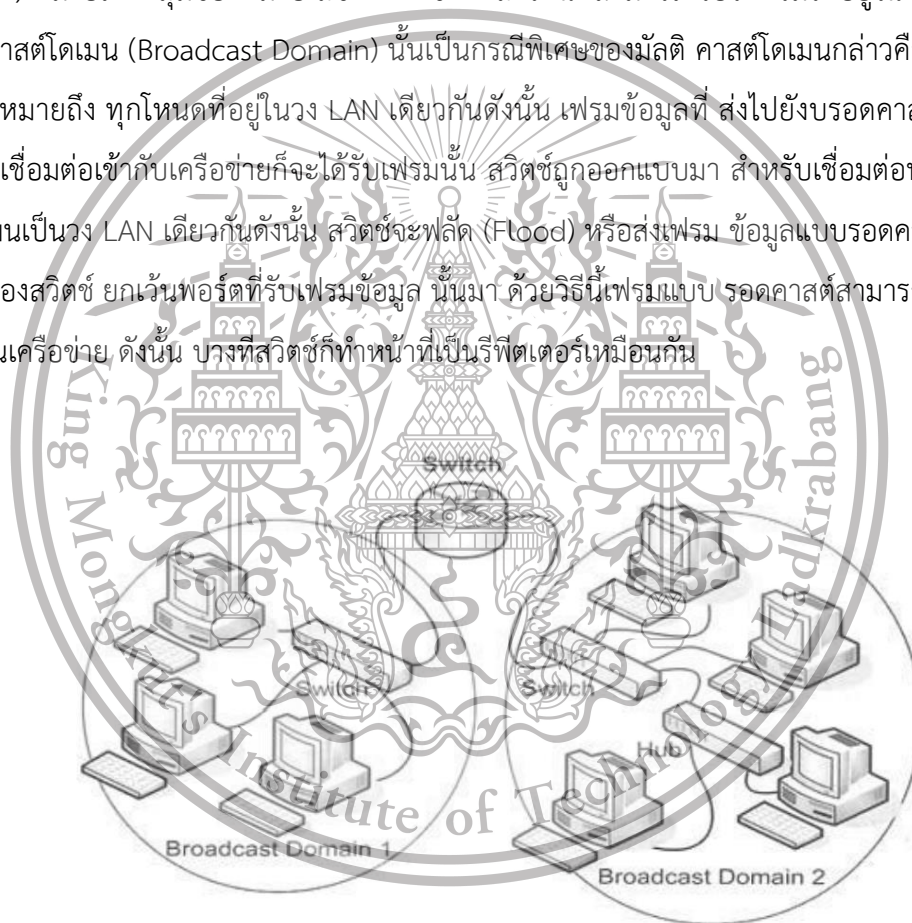 าสต์โดเมน (Broadcast Domain) นั้นเป็นกรณีพิเศษของมัลติ คาสต์โดเมนกล่าวคื
หมายถึง ทุกโหนดที่อยู่ในวง LAN เดียวกันดังนั้น เฟรมข้อมูลที่ ส่งไปยังบรอดคา
เชื่อมต่อเข้ากับเครือข่ายก็จะได้รับเฟรมนั้น สวิตช์ถูกออกแบบมา สำหรับเชื่อมต่อ
นเป็นวง LAN เดียวกันดังนั้น สวิตช์จะฟลัด (Flood) หรือส่งเฟรม ข้อมูลแบบรอดค
องสวิตช์ ยกเว้นพอร์ตที่รับเฟรมข้อมูล นั้นมา ด้วยวิธีนี้เฟรมแบบ รอดคาสต์สามาร
นเครือข่าย ดังนั้น บางทีสวิตช์ก็ทำหน้าที่เป็นรีพีตเตอร์เหมือนกัน
Switch
Switch
Switch
Hub
Broadcast Domain 1
Broadcast Domain 2
King Mongkut's Institute of Technology Ladkrabang